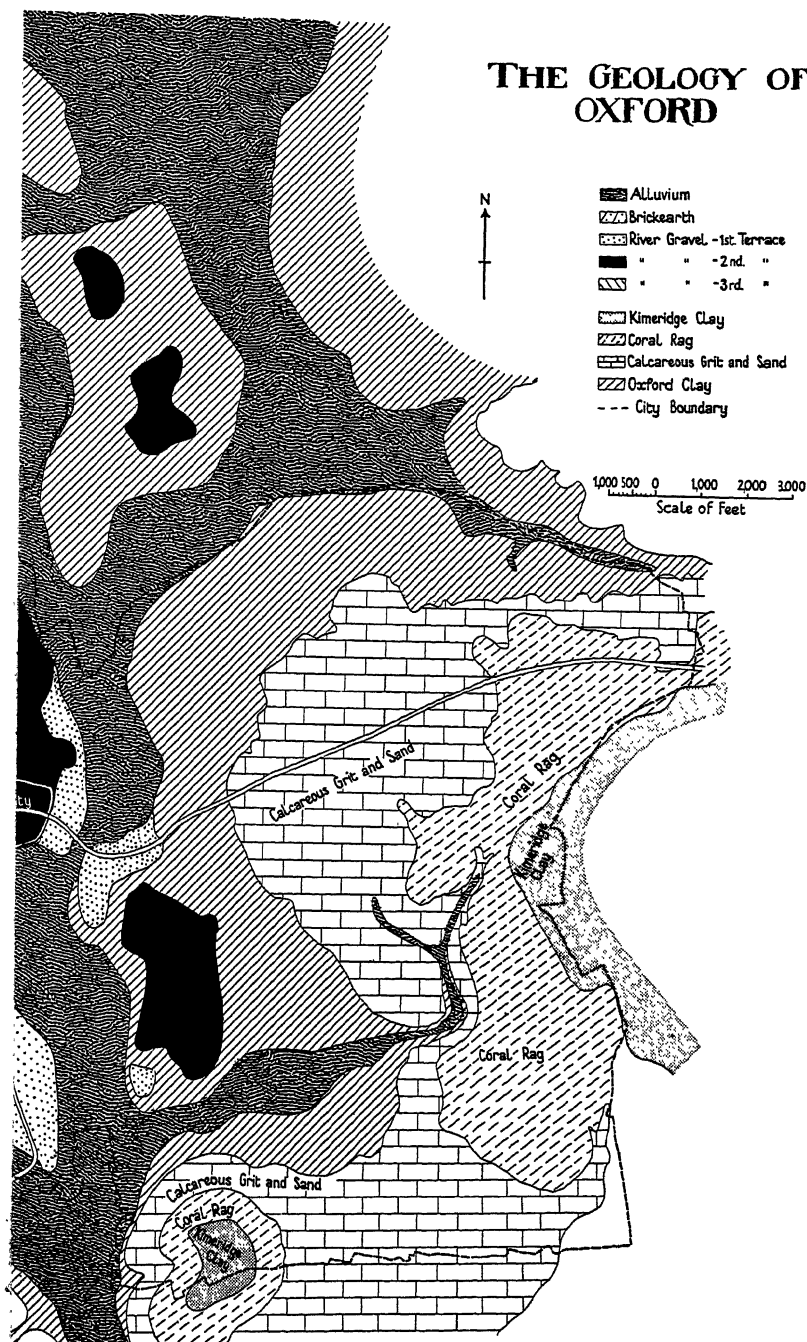 THE GEOLOGY OF
OXFORD
N
Alluvium
Brickearth
River Gravel - 1st. Terrace
" " - 2nd. "
" " - 3rd. "
Kimeridge Clay
Coral Rag
Calcareous Grit and Sand
Oxford Clay
---- City Boundary
1,000 500 0 1,000 2,000 3,000
Scale of Feet
Calcareous Grit and Sand
Coral Rag
ty
Kimeridge
Clay
Coral Rag
Calcareous Grit and Sand
Coral Rag
Kimeridge
Clay